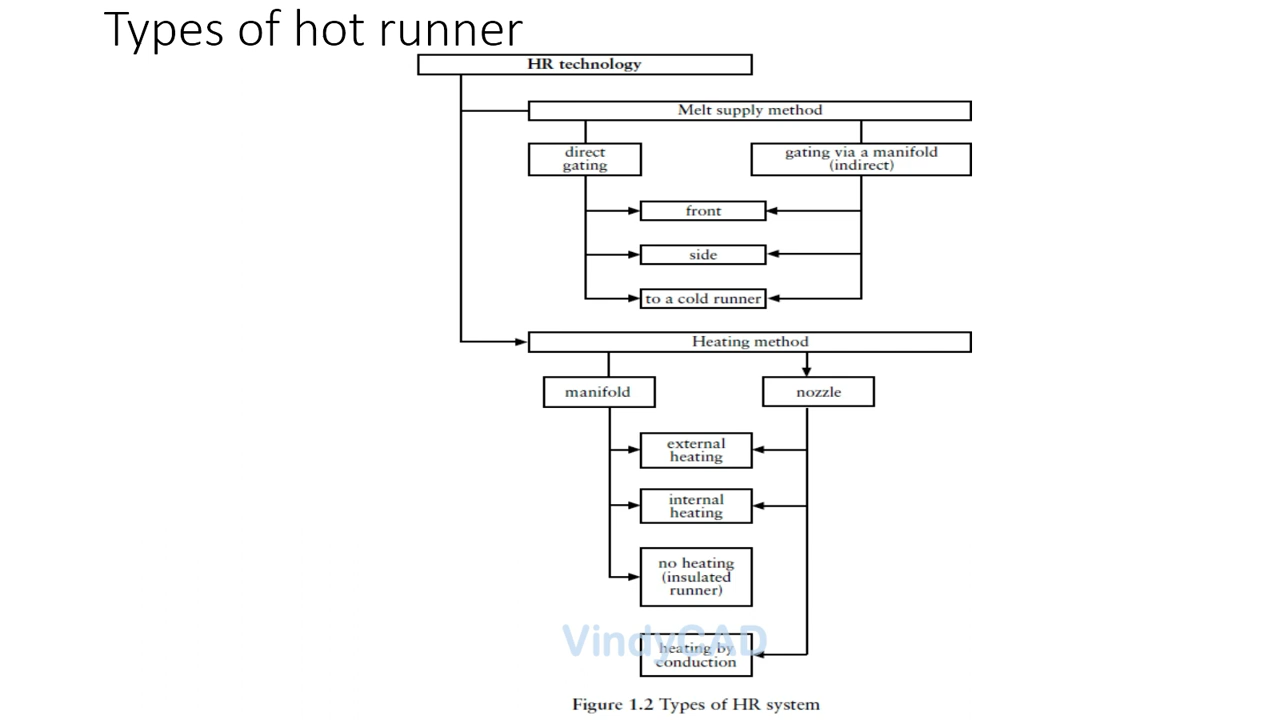 Types of hot runner
HR technology
Melt supply method
direct
gating
gating via a manifold
(indirect)
front
side
to a cold runner
Heating method
manifold
nozzle
external
heating
internal
heating
no heating
(insulated
runner)
VindyCAD
heating by
conduction
Figure 1.2 Types of HR system